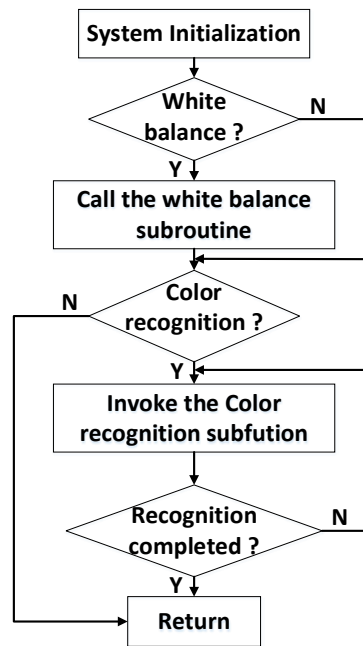 System Initialization
White
balance ?
N
Y
Call the white balance
subroutine
N
Color
recognition ?
Y
Invoke the Color
recognition subfution
Recognition
completed ?
N
Y
Return